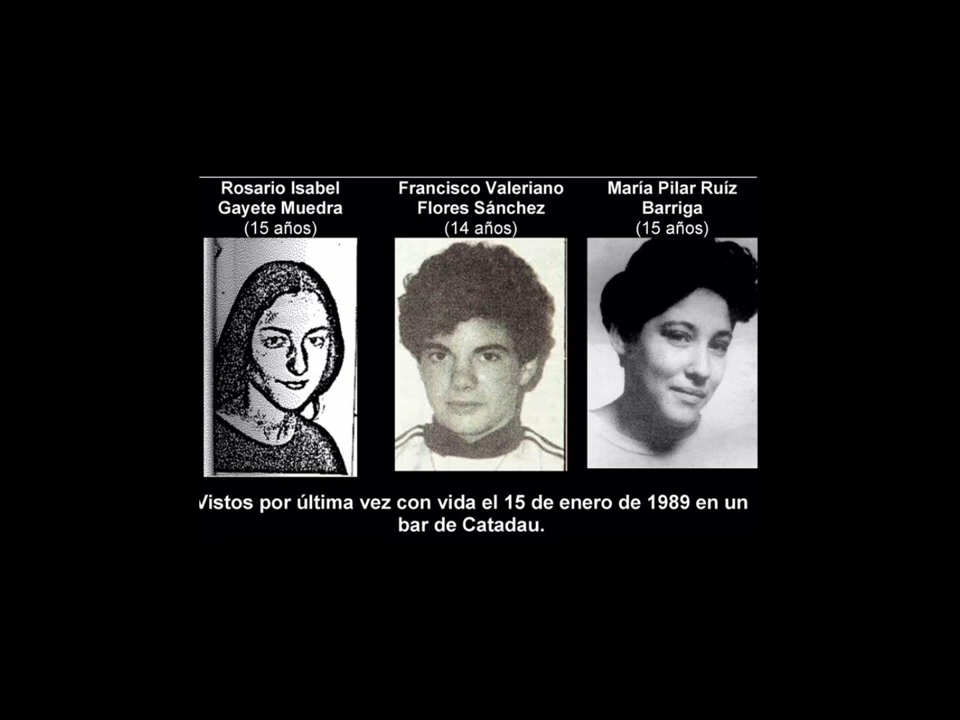 Rosario Isabel
Gayete Muedra
(15 años)
Francisco Valeriano
Flores Sánchez
(14 años)
María Pilar Ruíz
Barriga
(15 años)
Vistos por última vez con vida el 15 de enero de 1989 en un
bar de Catadau.